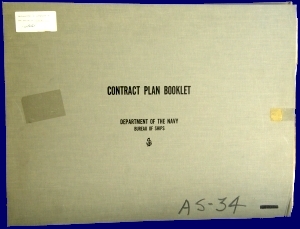 CONTRACT PLAN BOOKLET
DEPARTMENT OF THE NAVY
BUREAU OF SHIPS
AS-34